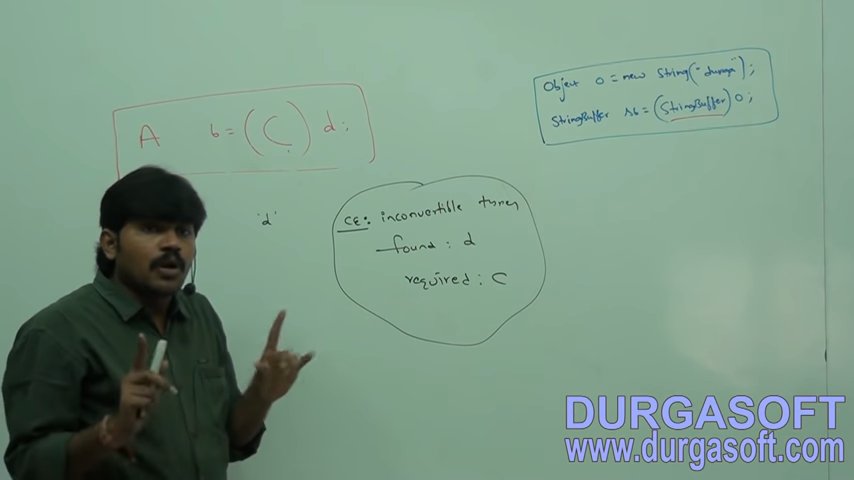 A b = (C) d;
Object o = new String("durga");
StringBuffer sb = (StringBuffer) o;
'd'
CE: inconvertible types
found : d
required : C
DURGASOFT
www.durgasoft.com